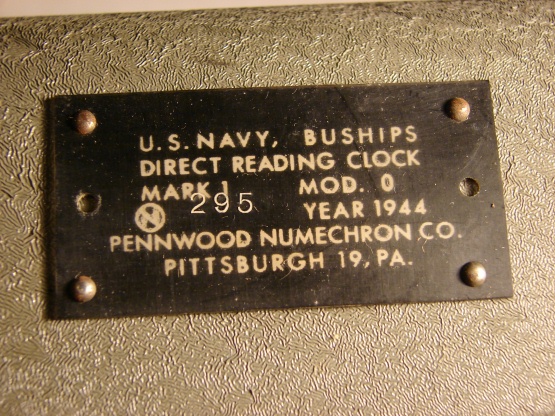 U.S. NAVY, BUSHIPS
DIRECT READING CLOCK
MARK 1 MOD. 0
N 295 YEAR 1944
PENNWOOD NUMECHRON CO.
PITTSBURGH 19, PA.